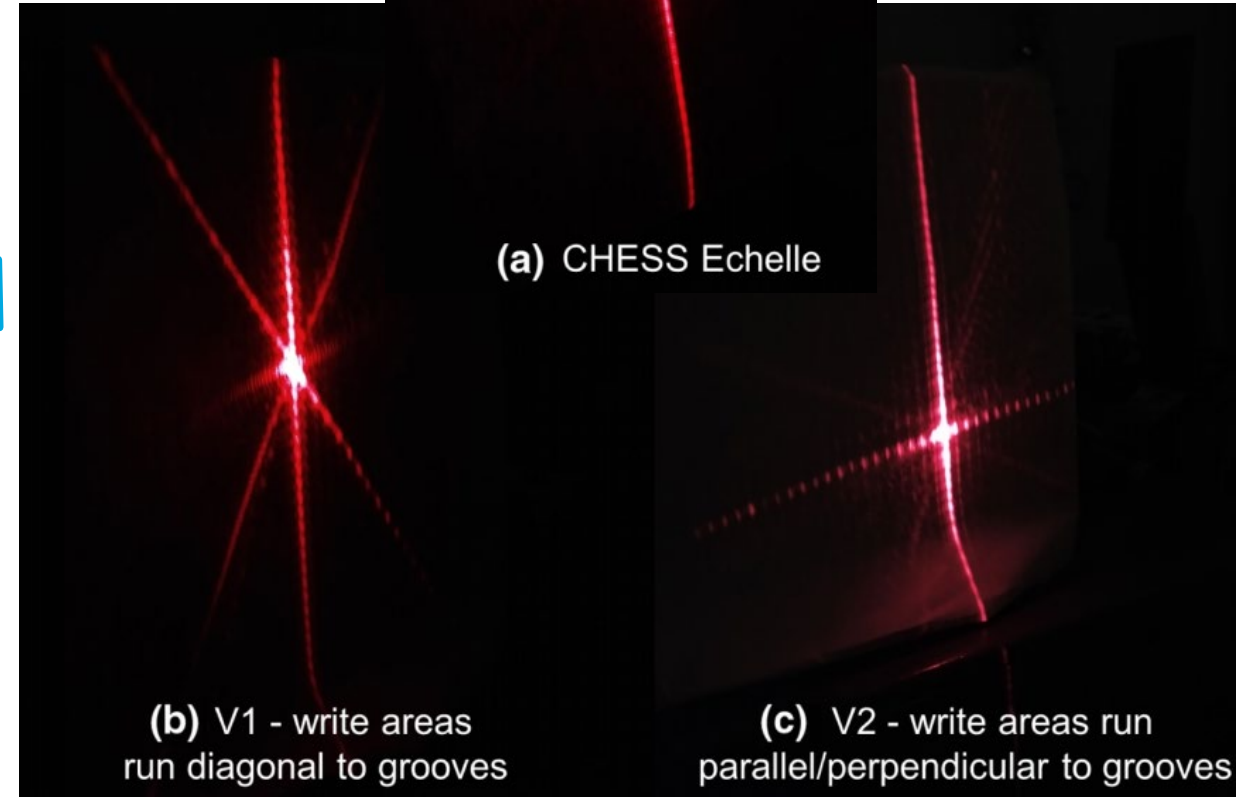 (a) CHESS Echelle
(b) V1 - write areas
run diagonal to grooves
(c) V2 - write areas run
parallel/perpendicular to grooves